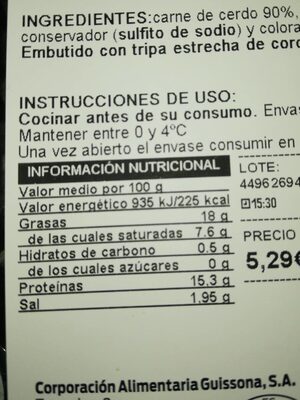 INGREDIENTES:carne de cerdo 90%,
conservador (sulfito de sodio) y colora
Embutido con tripa estrecha de cord
INSTRUCCIONES DE USO:
Cocinar antes de su consumo. Envas
Mantener entre 0 y 4ºC
Una vez abierto el envase consumir en
INFORMACIÓN NUTRICIONAL
Valor medio por 100 g
Valor energético 935 kJ/225 kcal
Grasas 18 g
de las cuales saturadas 7.6 g
Hidratos de carbono 0.5 g
de los cuales azúcares 0 g
Proteínas 15.3 g
Sal 1.95 g
LOTE:
44962694
15:30
PRECIO
5,29€
Corporación Alimentaria Guissona, S.A.